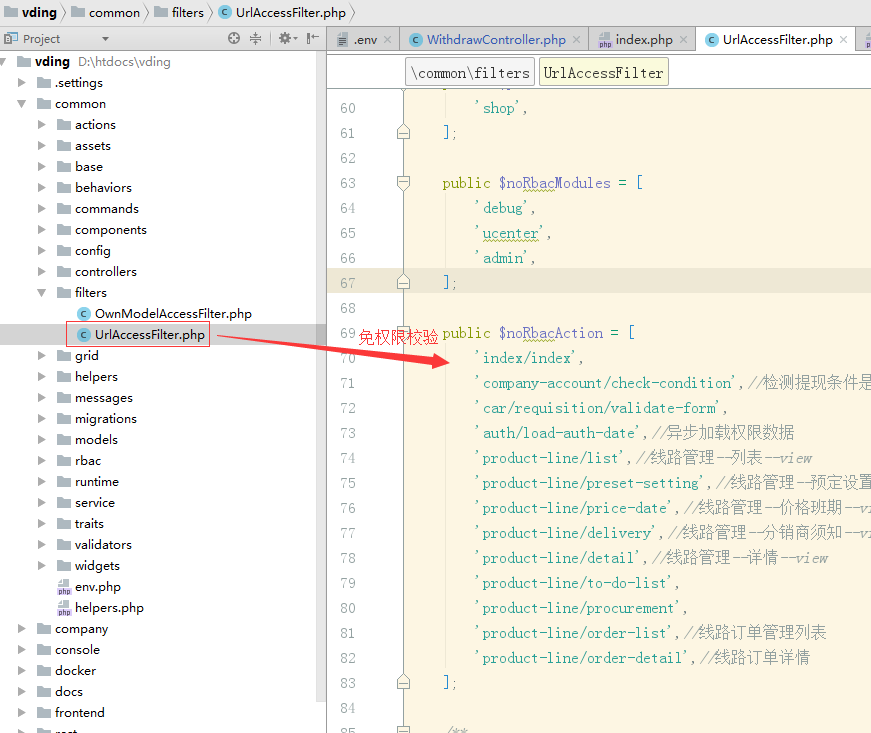 vding common filters UrlAccessFilter.php
Project
.env WithdrawController.php index.php UrlAccessFilter.php
\common\filters UrlAccessFilter
vding D:\htdocs\vding
.settings
common
actions
assets
base
behaviors
commands
components
config
controllers
filters
OwnModelAccessFilter.php
UrlAccessFilter.php
grid
helpers
messages
migrations
models
rbac
runtime
service
traits
validators
widgets
env.php
helpers.php
company
console
docker
docs
frontend
免权限校验
60 'shop',
61 ];
62
63 public $noRbacModules = [
64 'debug',
65 'ucenter',
66 'admin',
67 ];
68
69 public $noRbacAction = [
70 'index/index',
71 'company-account/check-condition',//检测提现条件是
72 'car/requisition/validate-form',
73 'auth/load-auth-date',//异步加载权限数据
74 'product-line/list',//线路管理--列表--view
75 'product-line/preset-setting',//线路管理--预定设置
76 'product-line/price-date',//线路管理--价格班期--vi
77 'product-line/delivery',//线路管理--分销商须知--vi
78 'product-line/detail',//线路管理--详情--view
79 'product-line/to-do-list',
80 'product-line/procurement',
81 'product-line/order-list',//线路订单管理列表
82 'product-line/order-detail',//线路订单详情
83 ];
84
85 /**